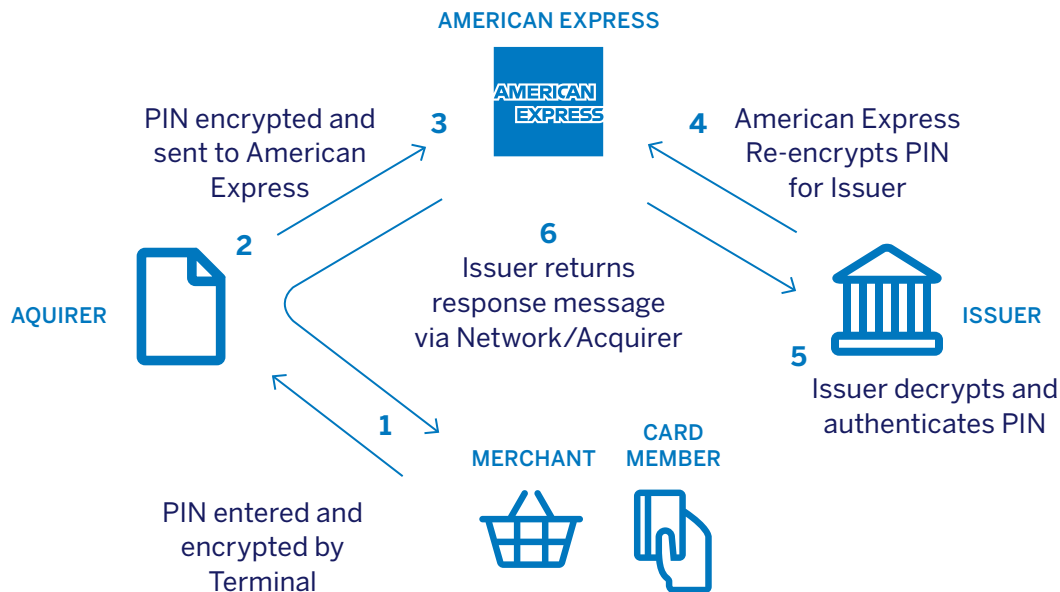 AMERICAN EXPRESS
AMERICAN
EXPRESS
PIN encrypted and
sent to American
Express
3
4
American Express
Re-encrypts PIN
for Issuer
2
6
Issuer returns
response message
via Network/Acquirer
AQUIRER
ISSUER
5
Issuer decrypts and
authenticates PIN
1
MERCHANT
CARD
MEMBER
PIN entered and
encrypted by
Terminal